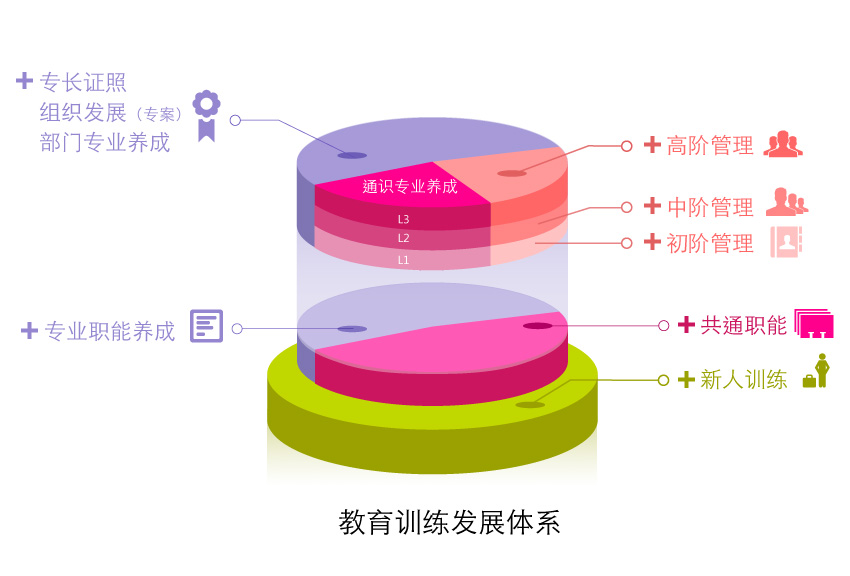 专长证照
组织发展（专案）
部门专业养成
高阶管理
通识专业养成
L3
中阶管理
L2
初阶管理
L1
专业职能养成
共通职能
新人训练
教育训练发展体系